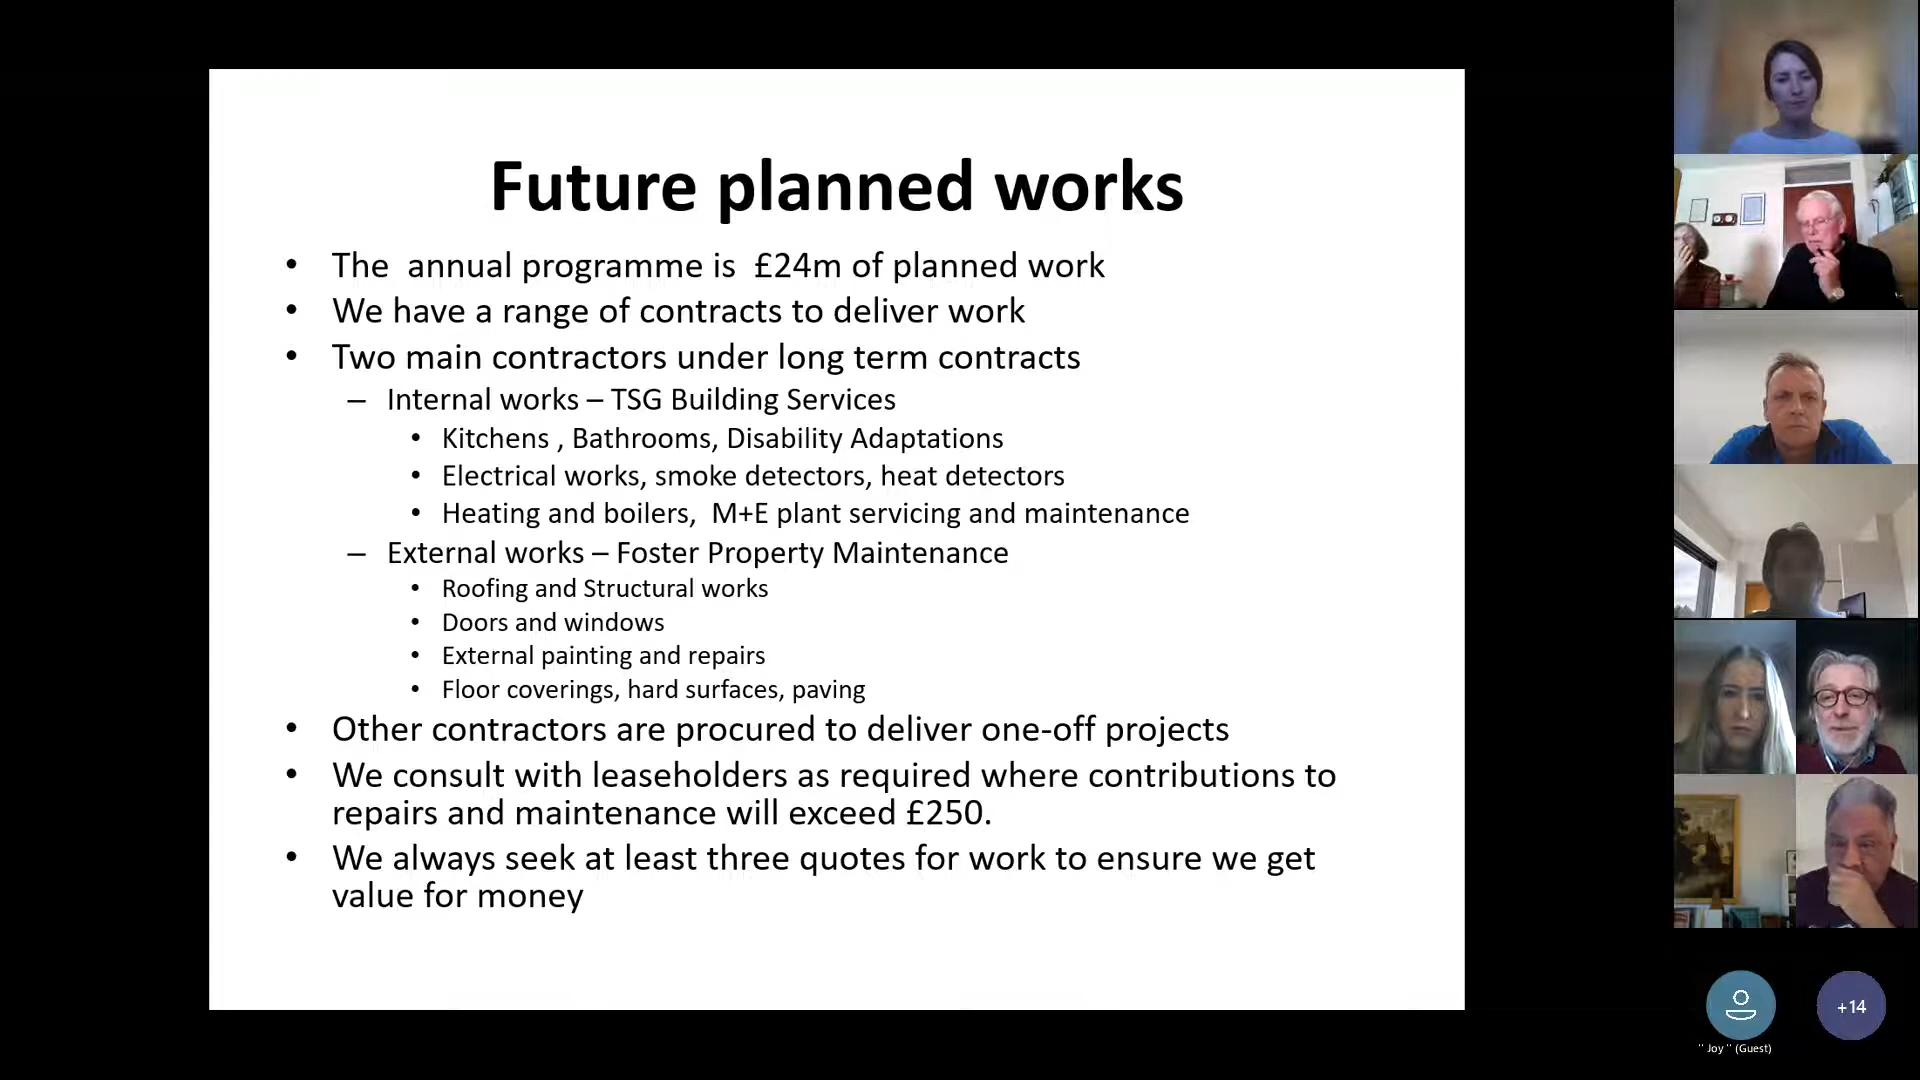 Future planned works
• The annual programme is £24m of planned work
• We have a range of contracts to deliver work
• Two main contractors under long term contracts
– Internal works – TSG Building Services
• Kitchens , Bathrooms, Disability Adaptations
• Electrical works, smoke detectors, heat detectors
• Heating and boilers, M+E plant servicing and maintenance
– External works – Foster Property Maintenance
• Roofing and Structural works
• Doors and windows
• External painting and repairs
• Floor coverings, hard surfaces, paving
• Other contractors are procured to deliver one-off projects
• We consult with leaseholders as required where contributions to
repairs and maintenance will exceed £250.
• We always seek at least three quotes for work to ensure we get
value for money
+14
" Joy " (Guest)